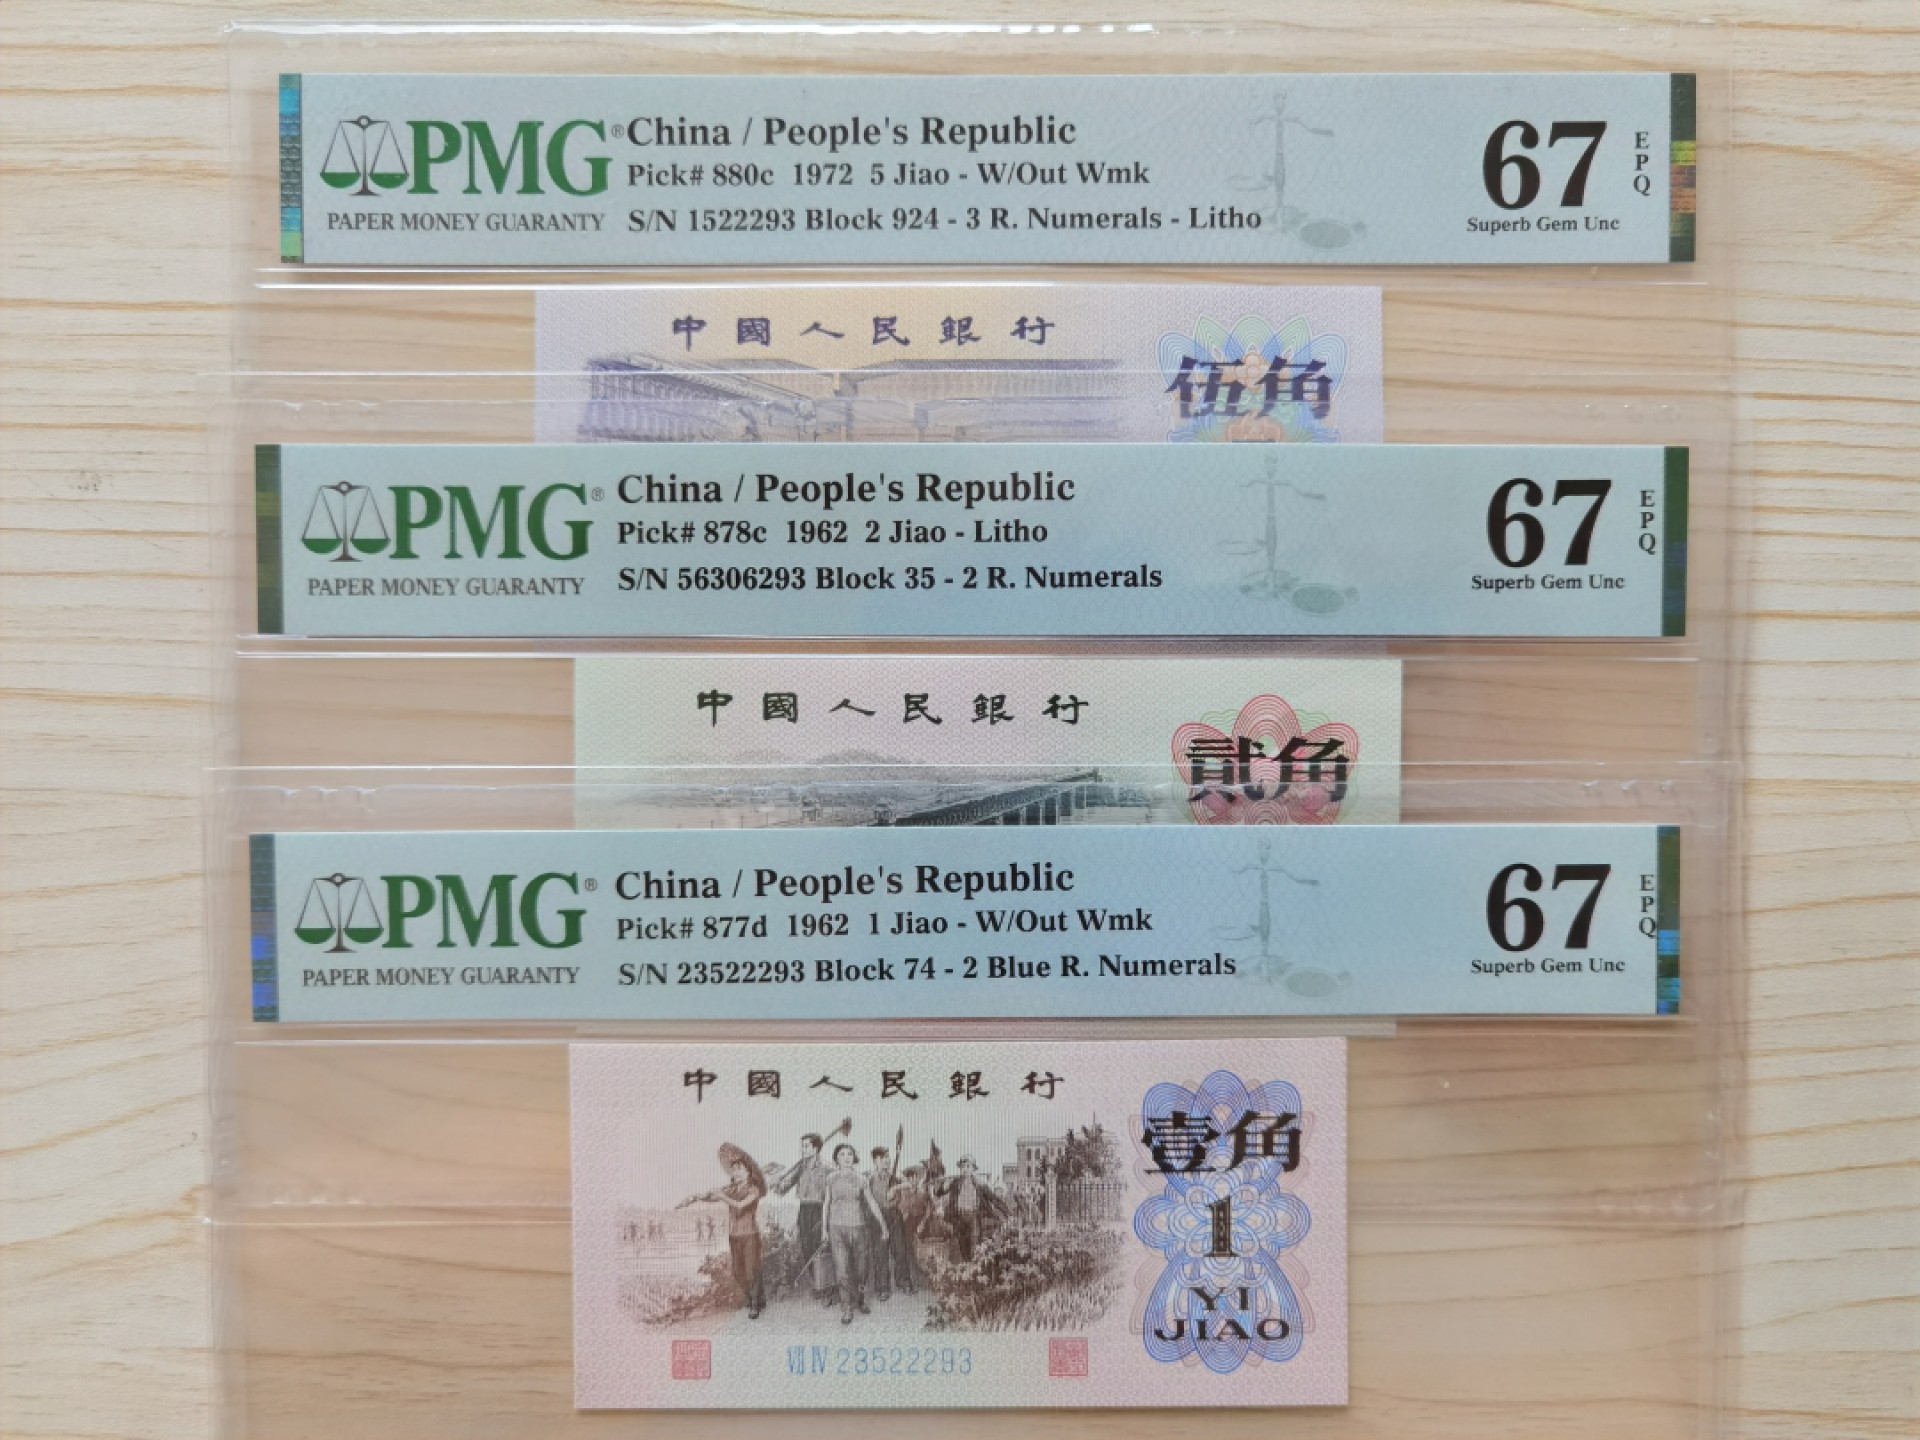 PMG®
PAPER MONEY GUARANTY
China / People's Republic
Pick# 880c 1972 5 Jiao - W/Out Wmk
S/N 1522293 Block 924 - 3 R. Numerals - Litho
67
EPQ
Superb Gem Unc
中國人民銀行
伍角
PMG®
PAPER MONEY GUARANTY
China / People's Republic
Pick# 878c 1962 2 Jiao - Litho
S/N 56306293 Block 35 - 2 R. Numerals
67
EPQ
Superb Gem Unc
中國人民銀行
貳角
PMG®
PAPER MONEY GUARANTY
China / People's Republic
Pick# 877d 1962 1 Jiao - W/Out Wmk
S/N 23522293 Block 74 - 2 Blue R. Numerals
67
EPQ
Superb Gem Unc
中國人民銀行
壹角
1
YI
JIAO
VII IV 23522293